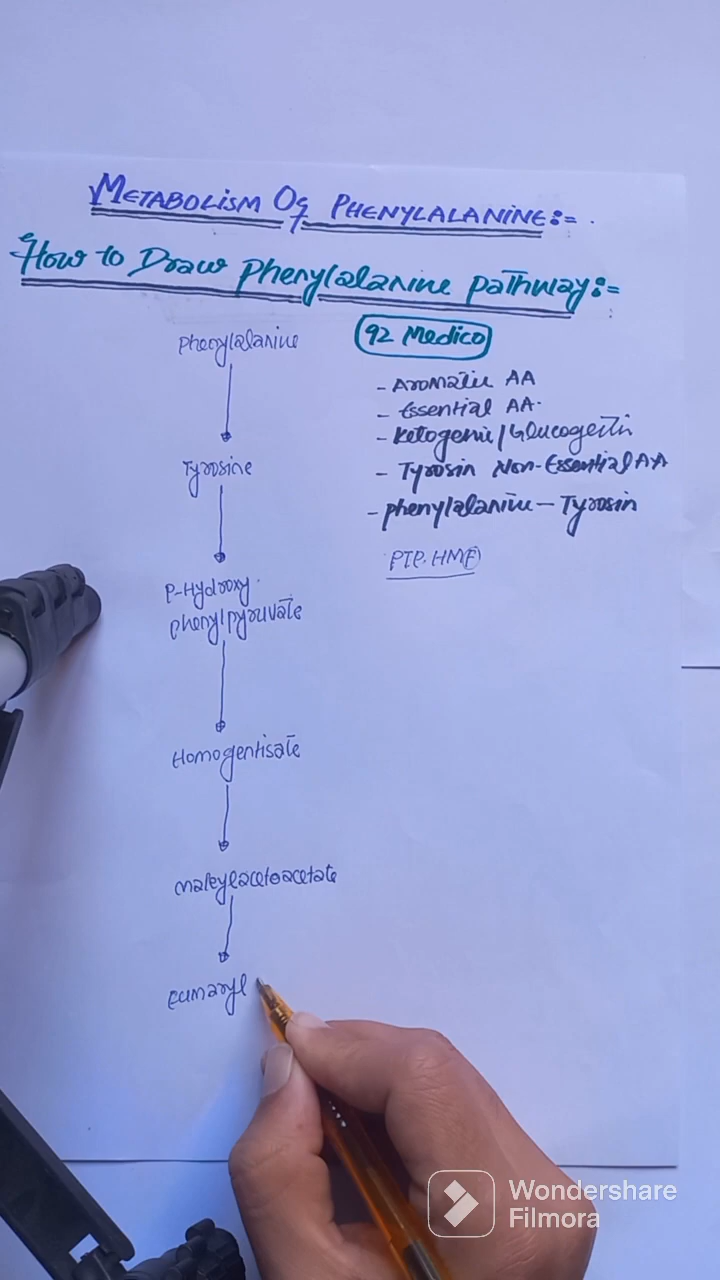 METABOLISM OF PHENYLALANINE:=.
How to Draw phenylalanine pathway:=
phenylalanine
92 Medico
- Aromatic AA
- Essential AA.
- Ketogenic/Glucogetic
- Tyrosin Non-Essential AA
- phenylalanine - Tyrosin
PTP.HMF
Tyrosine
P-Hydroxy.
phenylpyruvate
Homogentisate
maleylacetoacetate
Fumaryl
Wondershare
Filmora